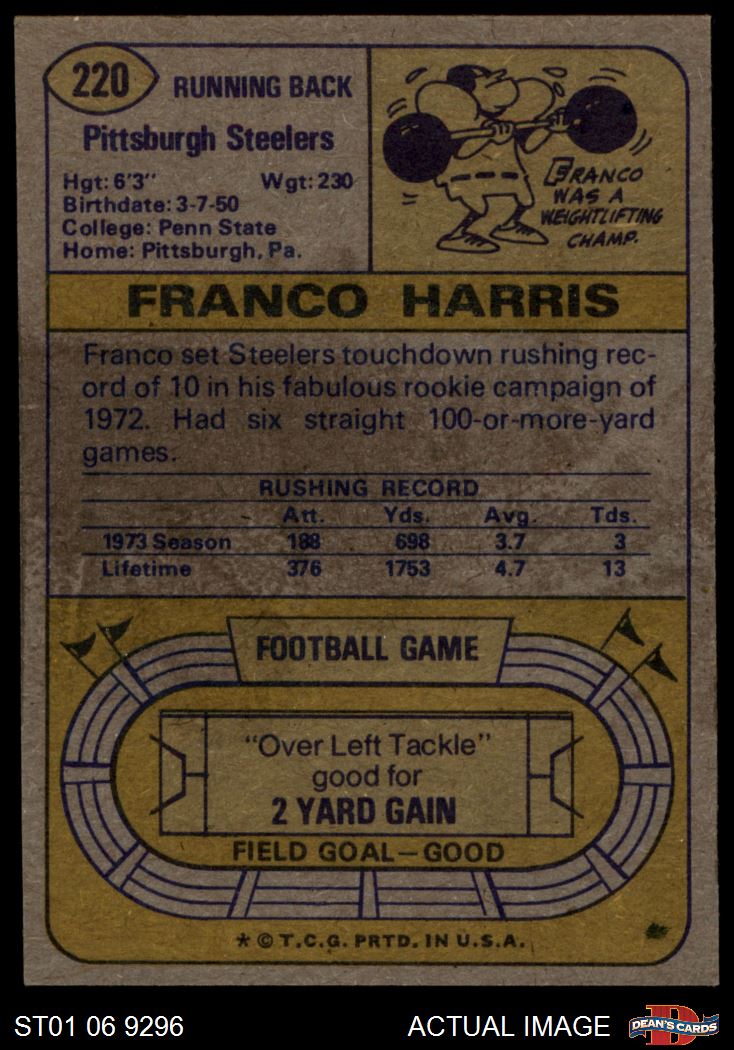 220
RUNNING BACK
Pittsburgh Steelers
Hgt: 6'3" Wgt: 230
Birthdate: 3-7-50
College: Penn State
Home: Pittsburgh, Pa.
FRANCO
WAS A
WEIGHTLIFTING
CHAMP.
FRANCO HARRIS
Franco set Steelers touchdown rushing rec-
ord of 10 in his fabulous rookie campaign of
1972. Had six straight 100-or-more-yard
games.
RUSHING RECORD
Att. Yds. Avg. Tds.
1973 Season 188 698 3.7 3
Lifetime 376 1753 4.7 13
FOOTBALL GAME
"Over Left Tackle"
good for
2 YARD GAIN
FIELD GOAL—GOOD
* © T.C.G. PRTD. IN U.S.A.
ST01 06 9296 ACTUAL IMAGE
D
DEAN'S CARDS